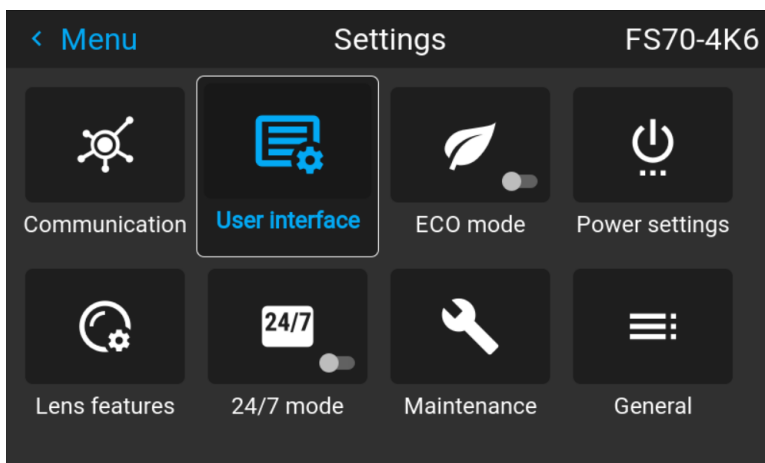 < Menu Settings FS70-4K6
Communication User interface ECO mode Power settings
24/7
Lens features 24/7 mode Maintenance General